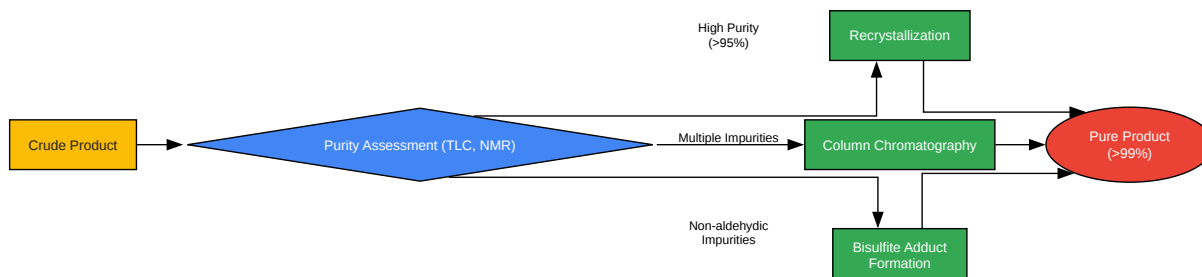 High Purity
(>95%)
Recrystallization
Crude Product
Purity Assessment (TLC, NMR)
Multiple Impurities
Column Chromatography
Pure Product
(>99%)
Non-aldehydic
Impurities
Bisulfite Adduct
Formation